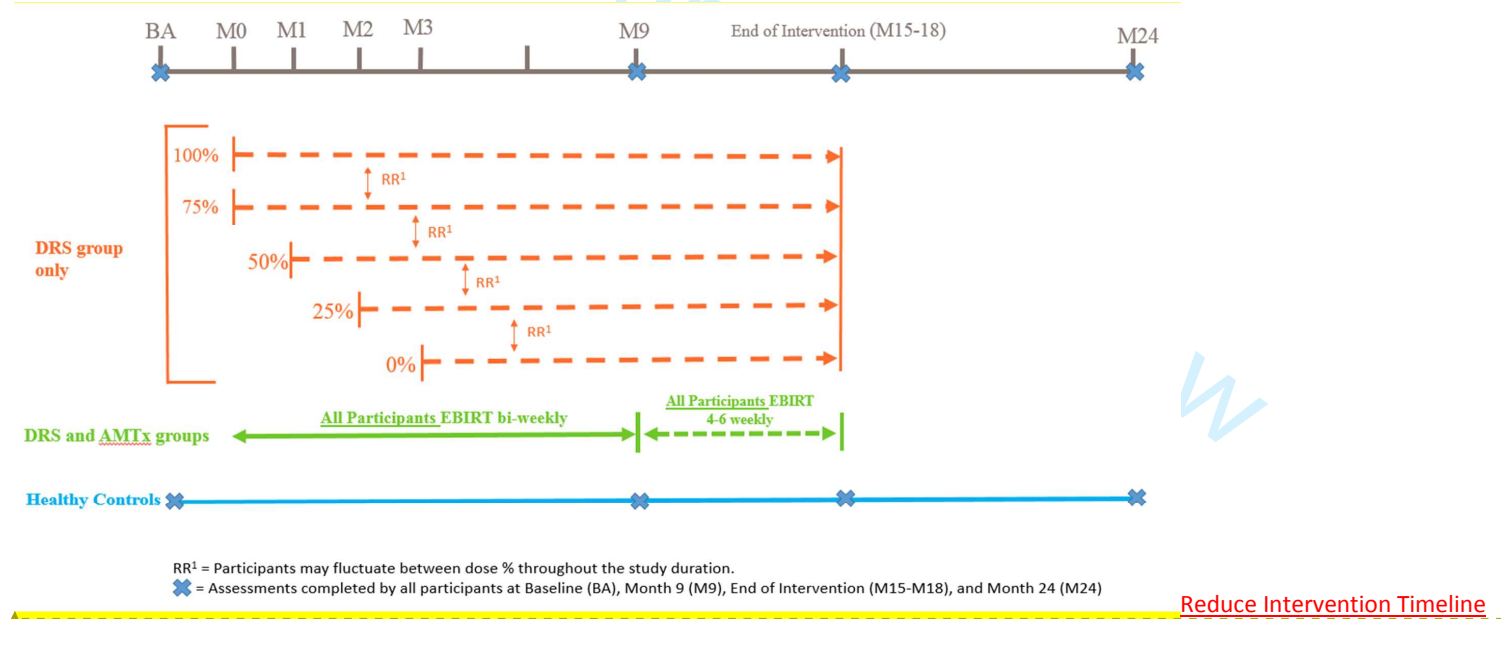 BA M0 M1 M2 M3 M9 End of Intervention (M15-18) M24
100%
RR¹
75%
RR¹
DRS group
only
50%
RR¹
25%
RR¹
0%
All Participants EBIRT bi-weekly
All Participants EBIRT
4-6 weekly
DRS and AMTx groups
Healthy Controls
RR¹ = Participants may fluctuate between dose % throughout the study duration.
= Assessments completed by all participants at Baseline (BA), Month 9 (M9), End of Intervention (M15-M18), and Month 24 (M24)
Reduce Intervention Timeline
w